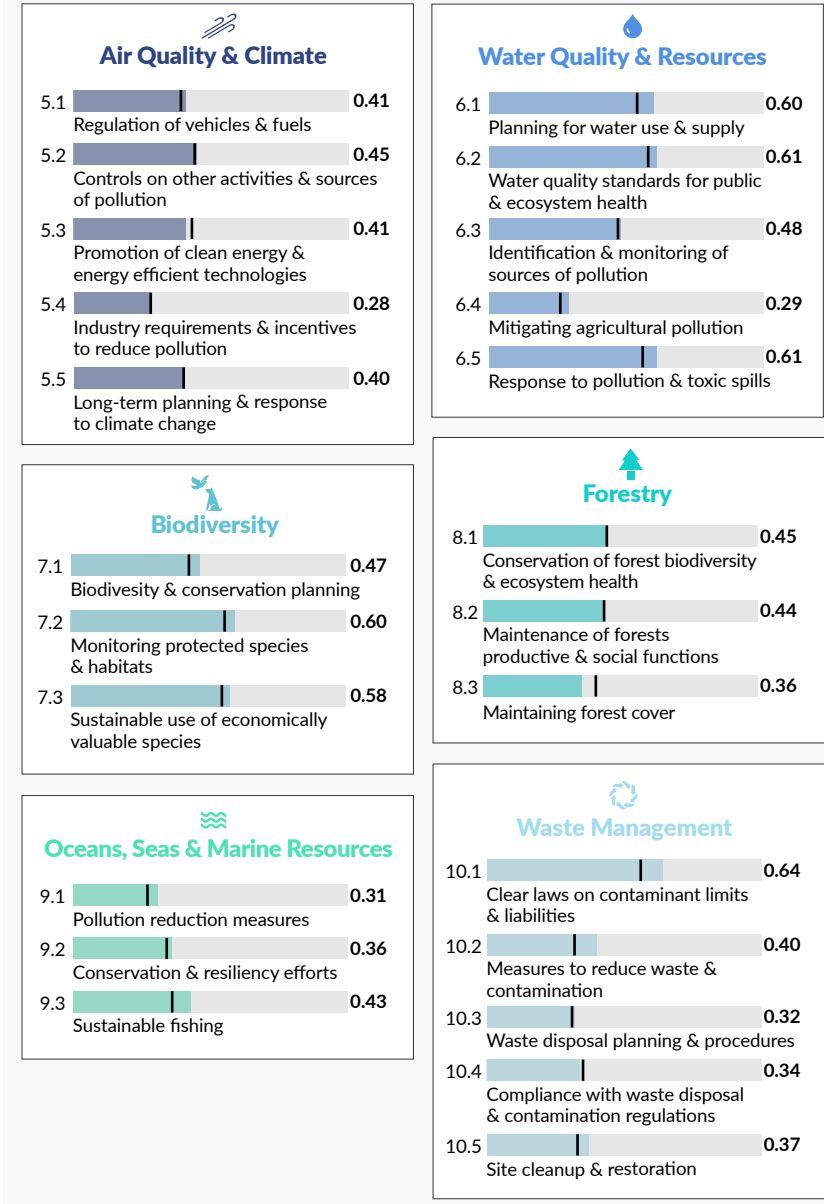 Air Quality & Climate
5.1 0.41
Regulation of vehicles & fuels
5.2 0.45
Controls on other activities & sources
of pollution
5.3 0.41
Promotion of clean energy &
energy efficient technologies
5.4 0.28
Industry requirements & incentives
to reduce pollution
5.5 0.40
Long-term planning & response
to climate change
Water Quality & Resources
6.1 0.60
Planning for water use & supply
6.2 0.61
Water quality standards for public
& ecosystem health
6.3 0.48
Identification & monitoring of
sources of pollution
6.4 0.29
Mitigating agricultural pollution
6.5 0.61
Response to pollution & toxic spills
Biodiversity
7.1 0.47
Biodivesity & conservation planning
7.2 0.60
Monitoring protected species
& habitats
7.3 0.58
Sustainable use of economically
valuable species
Forestry
8.1 0.45
Conservation of forest biodiversity
& ecosystem health
8.2 0.44
Maintenance of forests
productive & social functions
8.3 0.36
Maintaining forest cover
Oceans, Seas & Marine Resources
9.1 0.31
Pollution reduction measures
9.2 0.36
Conservation & resiliency efforts
9.3 0.43
Sustainable fishing
Waste Management
10.1 0.64
Clear laws on contaminant limits
& liabilities
10.2 0.40
Measures to reduce waste &
contamination
10.3 0.32
Waste disposal planning & procedures
10.4 0.34
Compliance with waste disposal
& contamination regulations
10.5 0.37
Site cleanup & restoration